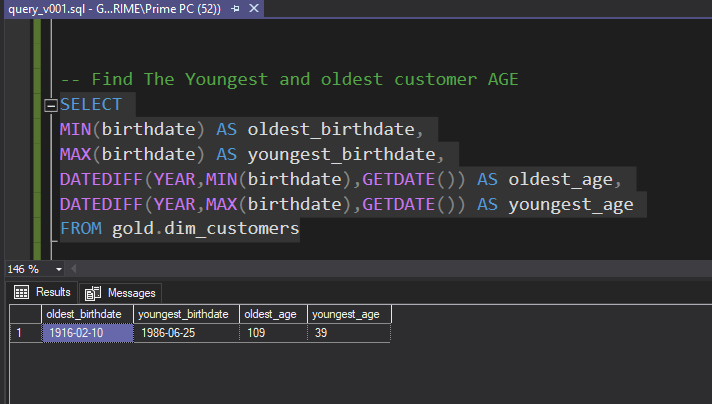 query_v001.sql - G...RIME\Prime PC (52))
-- Find The Youngest and oldest customer AGE
SELECT
MIN(birthdate) AS oldest_birthdate,
MAX(birthdate) AS youngest_birthdate,
DATEDIFF(YEAR,MIN(birthdate),GETDATE()) AS oldest_age,
DATEDIFF(YEAR,MAX(birthdate),GETDATE()) AS youngest_age
FROM gold.dim_customers
146 %
Results Messages
oldest_birthdate youngest_birthdate oldest_age youngest_age
1 1916-02-10 1986-06-25 109 39